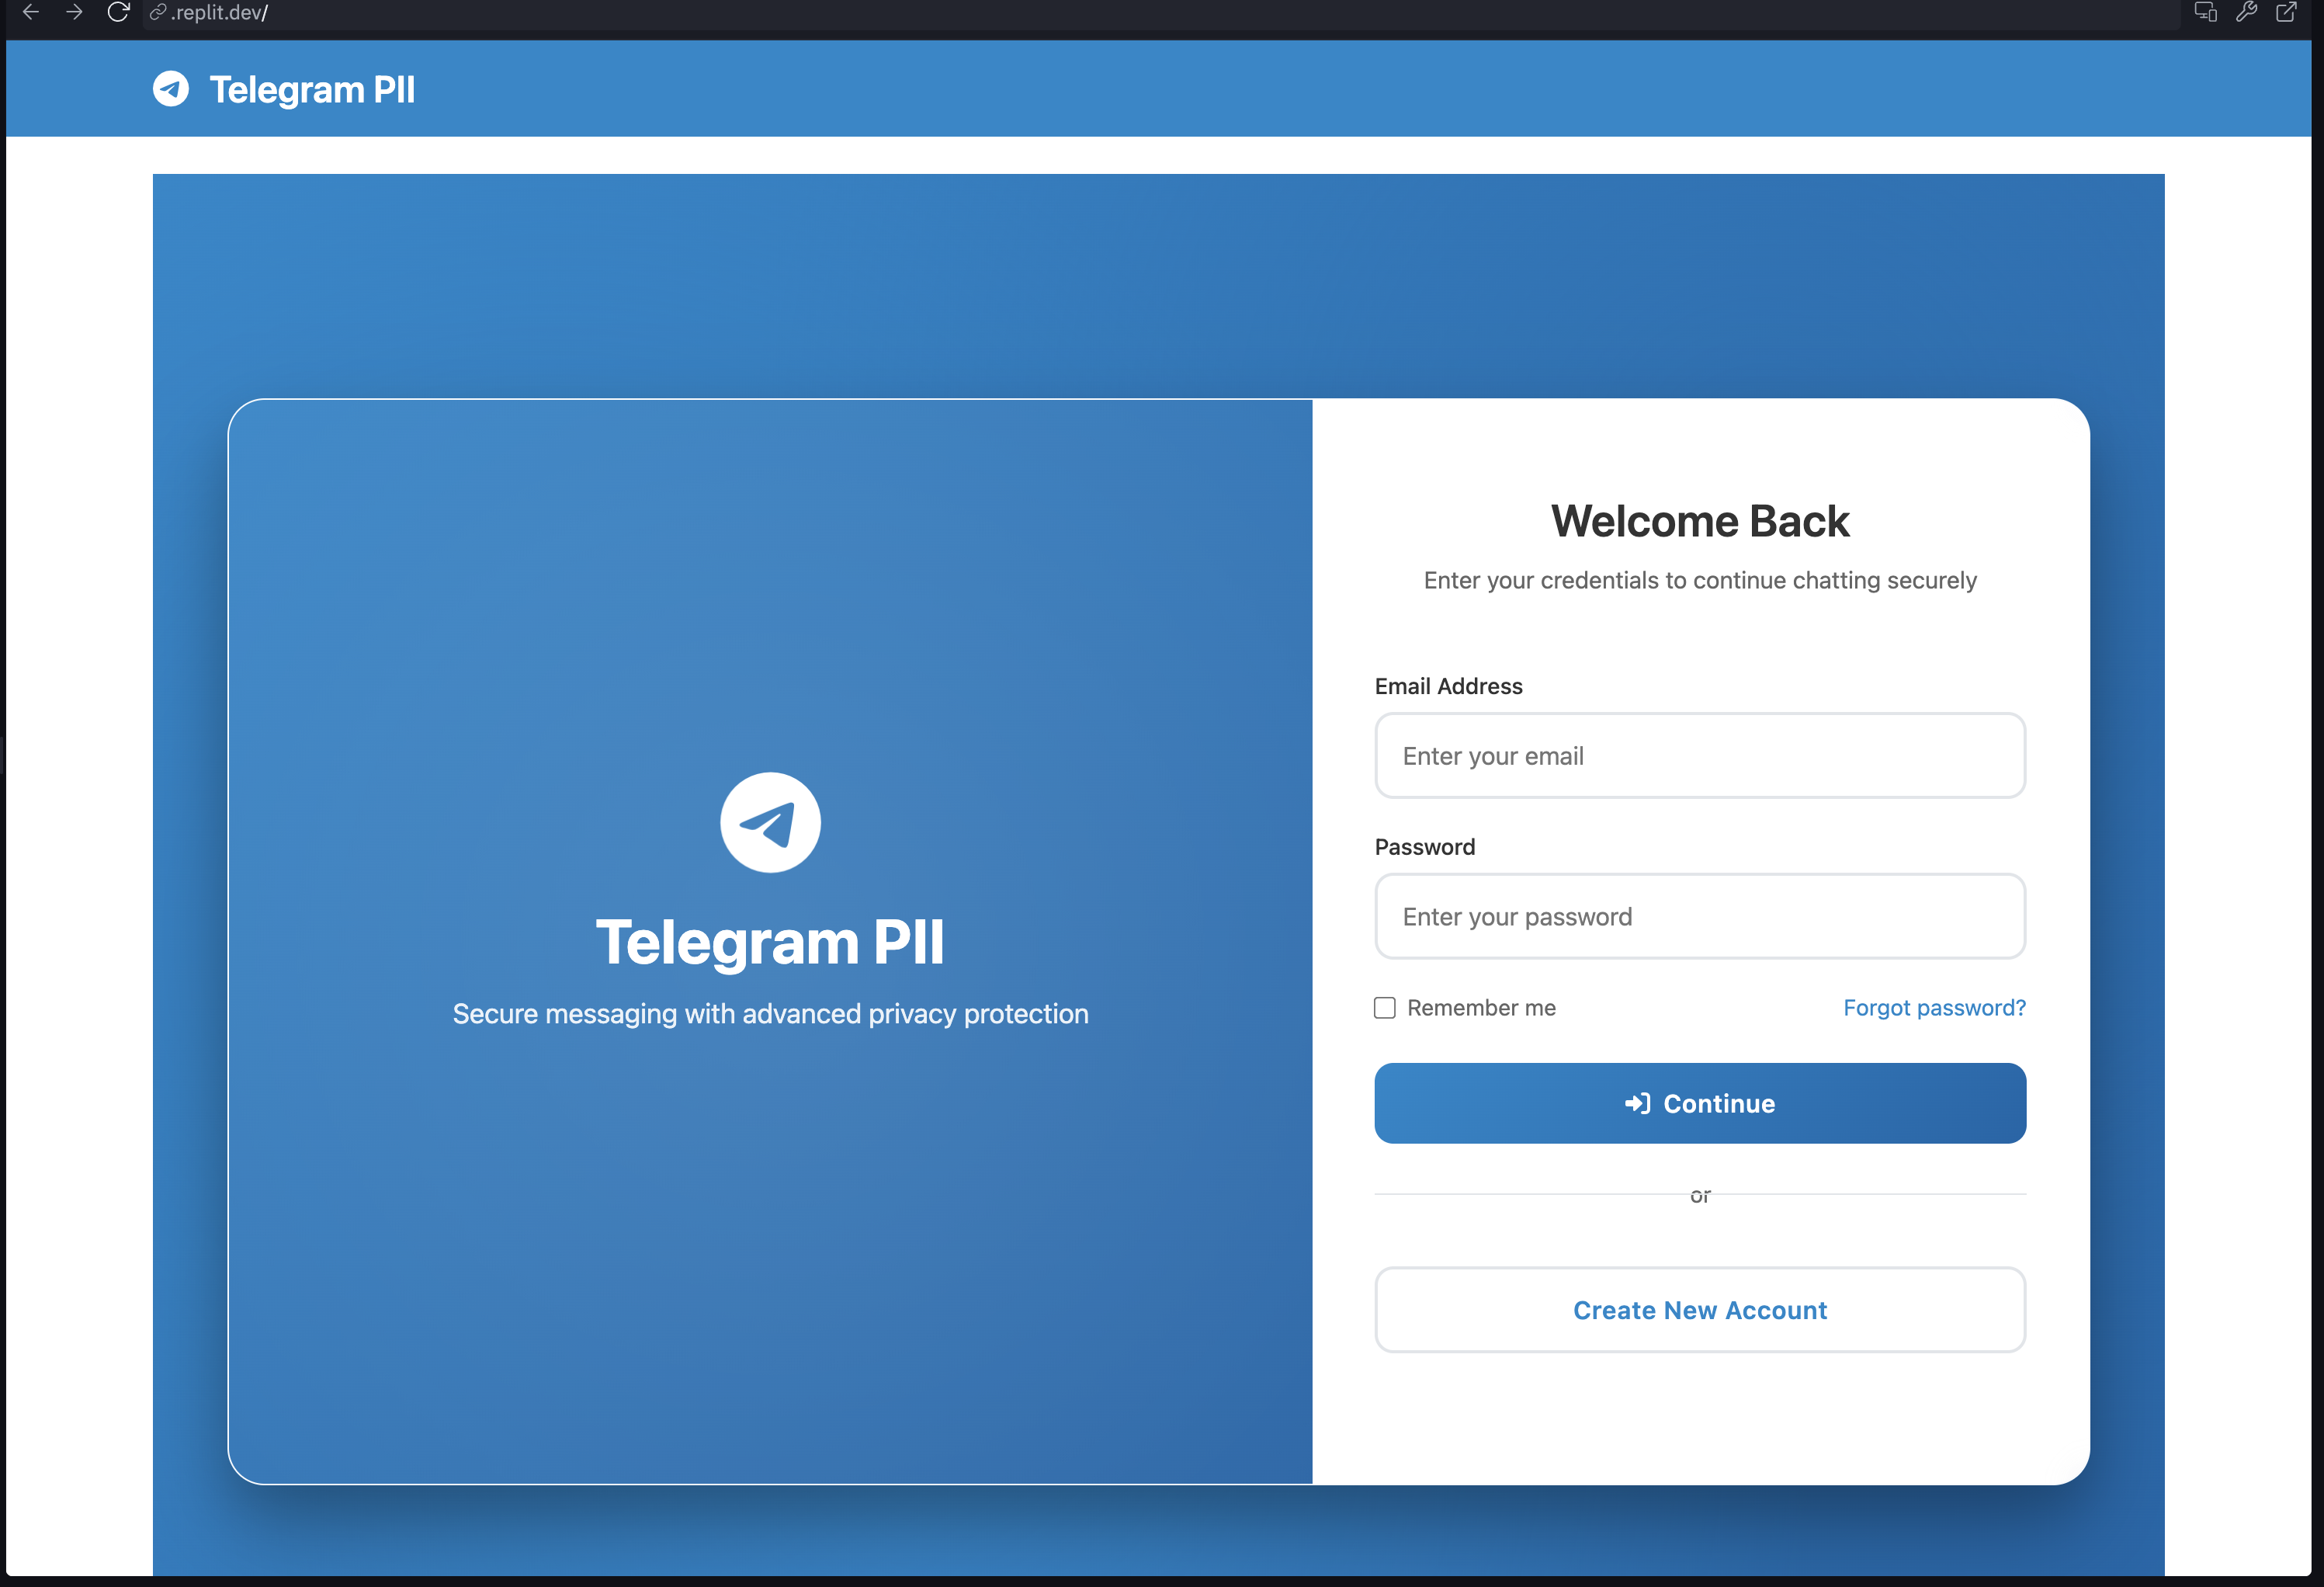 .replit.dev/
Telegram PII
Telegram PII
Secure messaging with advanced privacy protection
Welcome Back
Enter your credentials to continue chatting securely
Email Address
Enter your email
Password
Enter your password
Remember me
Forgot password?
Continue
or
Create New Account